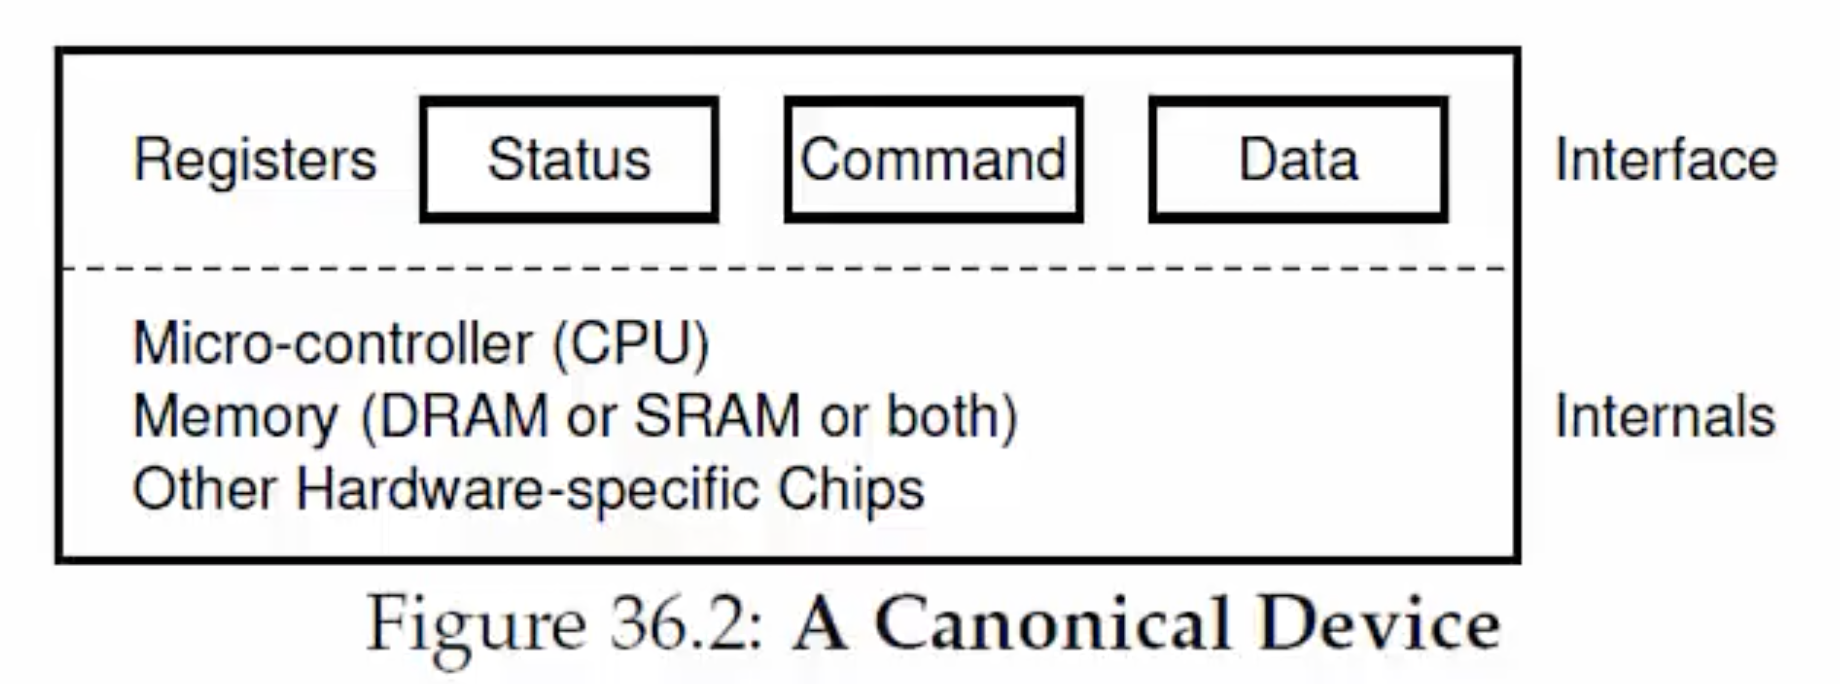 Registers Status Command Data Interface
Micro-controller (CPU)
Memory (DRAM or SRAM or both) Internals
Other Hardware-specific Chips
Figure 36.2: A Canonical Device